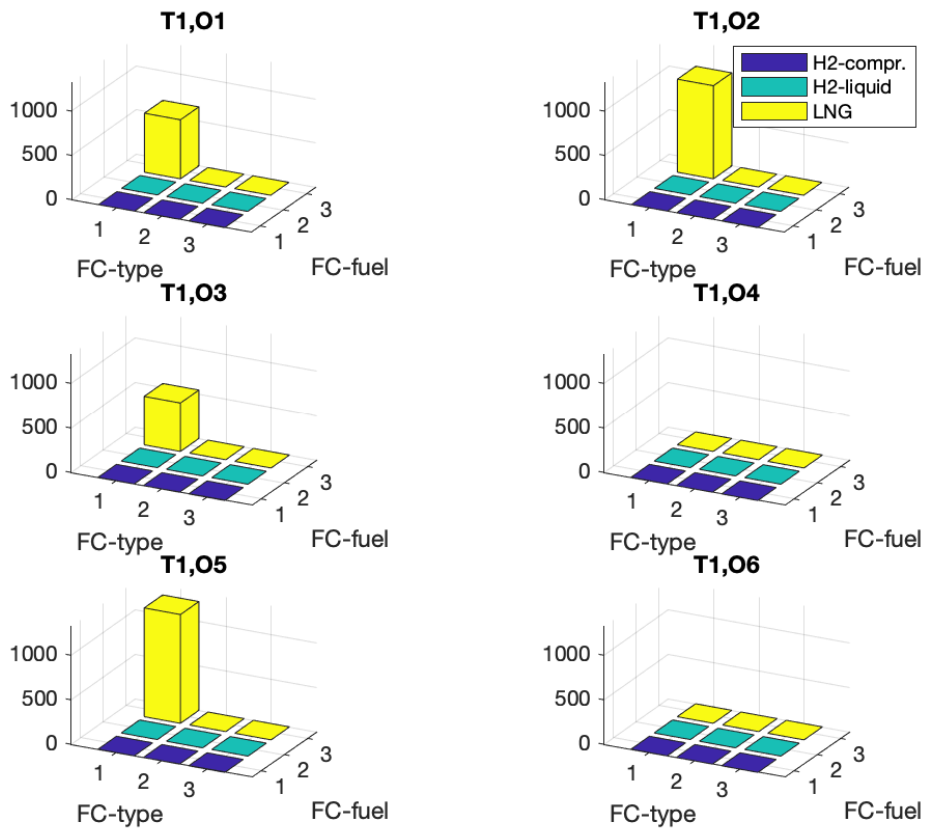 T1,O1
1000
500
0
1
2
3
1
2
3
FC-type
FC-fuel
T1,O2
H2-compr.
H2-liquid
LNG
1000
500
0
1
2
3
1
2
3
FC-type
FC-fuel
T1,O3
1000
500
0
1
2
3
1
2
3
FC-type
FC-fuel
T1,O4
1000
500
0
1
2
3
1
2
3
FC-type
FC-fuel
T1,O5
1000
500
0
1
2
3
1
2
3
FC-type
FC-fuel
T1,O6
1000
500
0
1
2
3
1
2
3
FC-type
FC-fuel